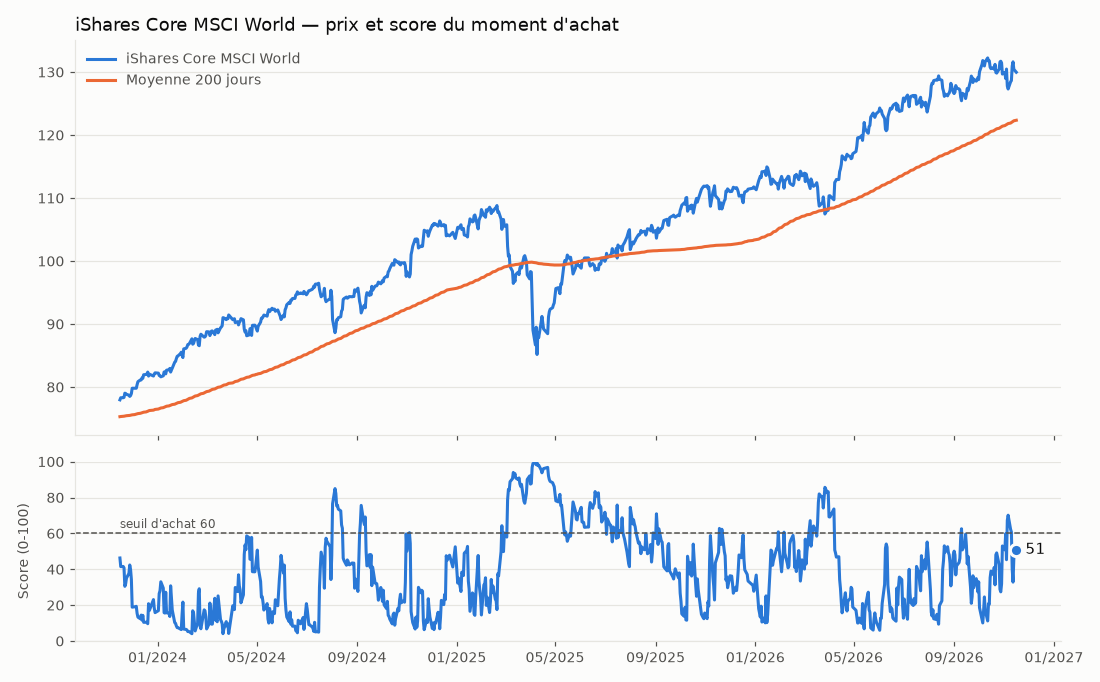 iShares Core MSCI World — prix et score du moment d'achat
iShares Core MSCI World
Moyenne 200 jours
130
120
110
100
90
80
100
80
60
40
20
0
Score (0-100)
seuil d'achat 60
51
01/2024 05/2024 09/2024 01/2025 05/2025 09/2025 01/2026 05/2026 09/2026 01/2027